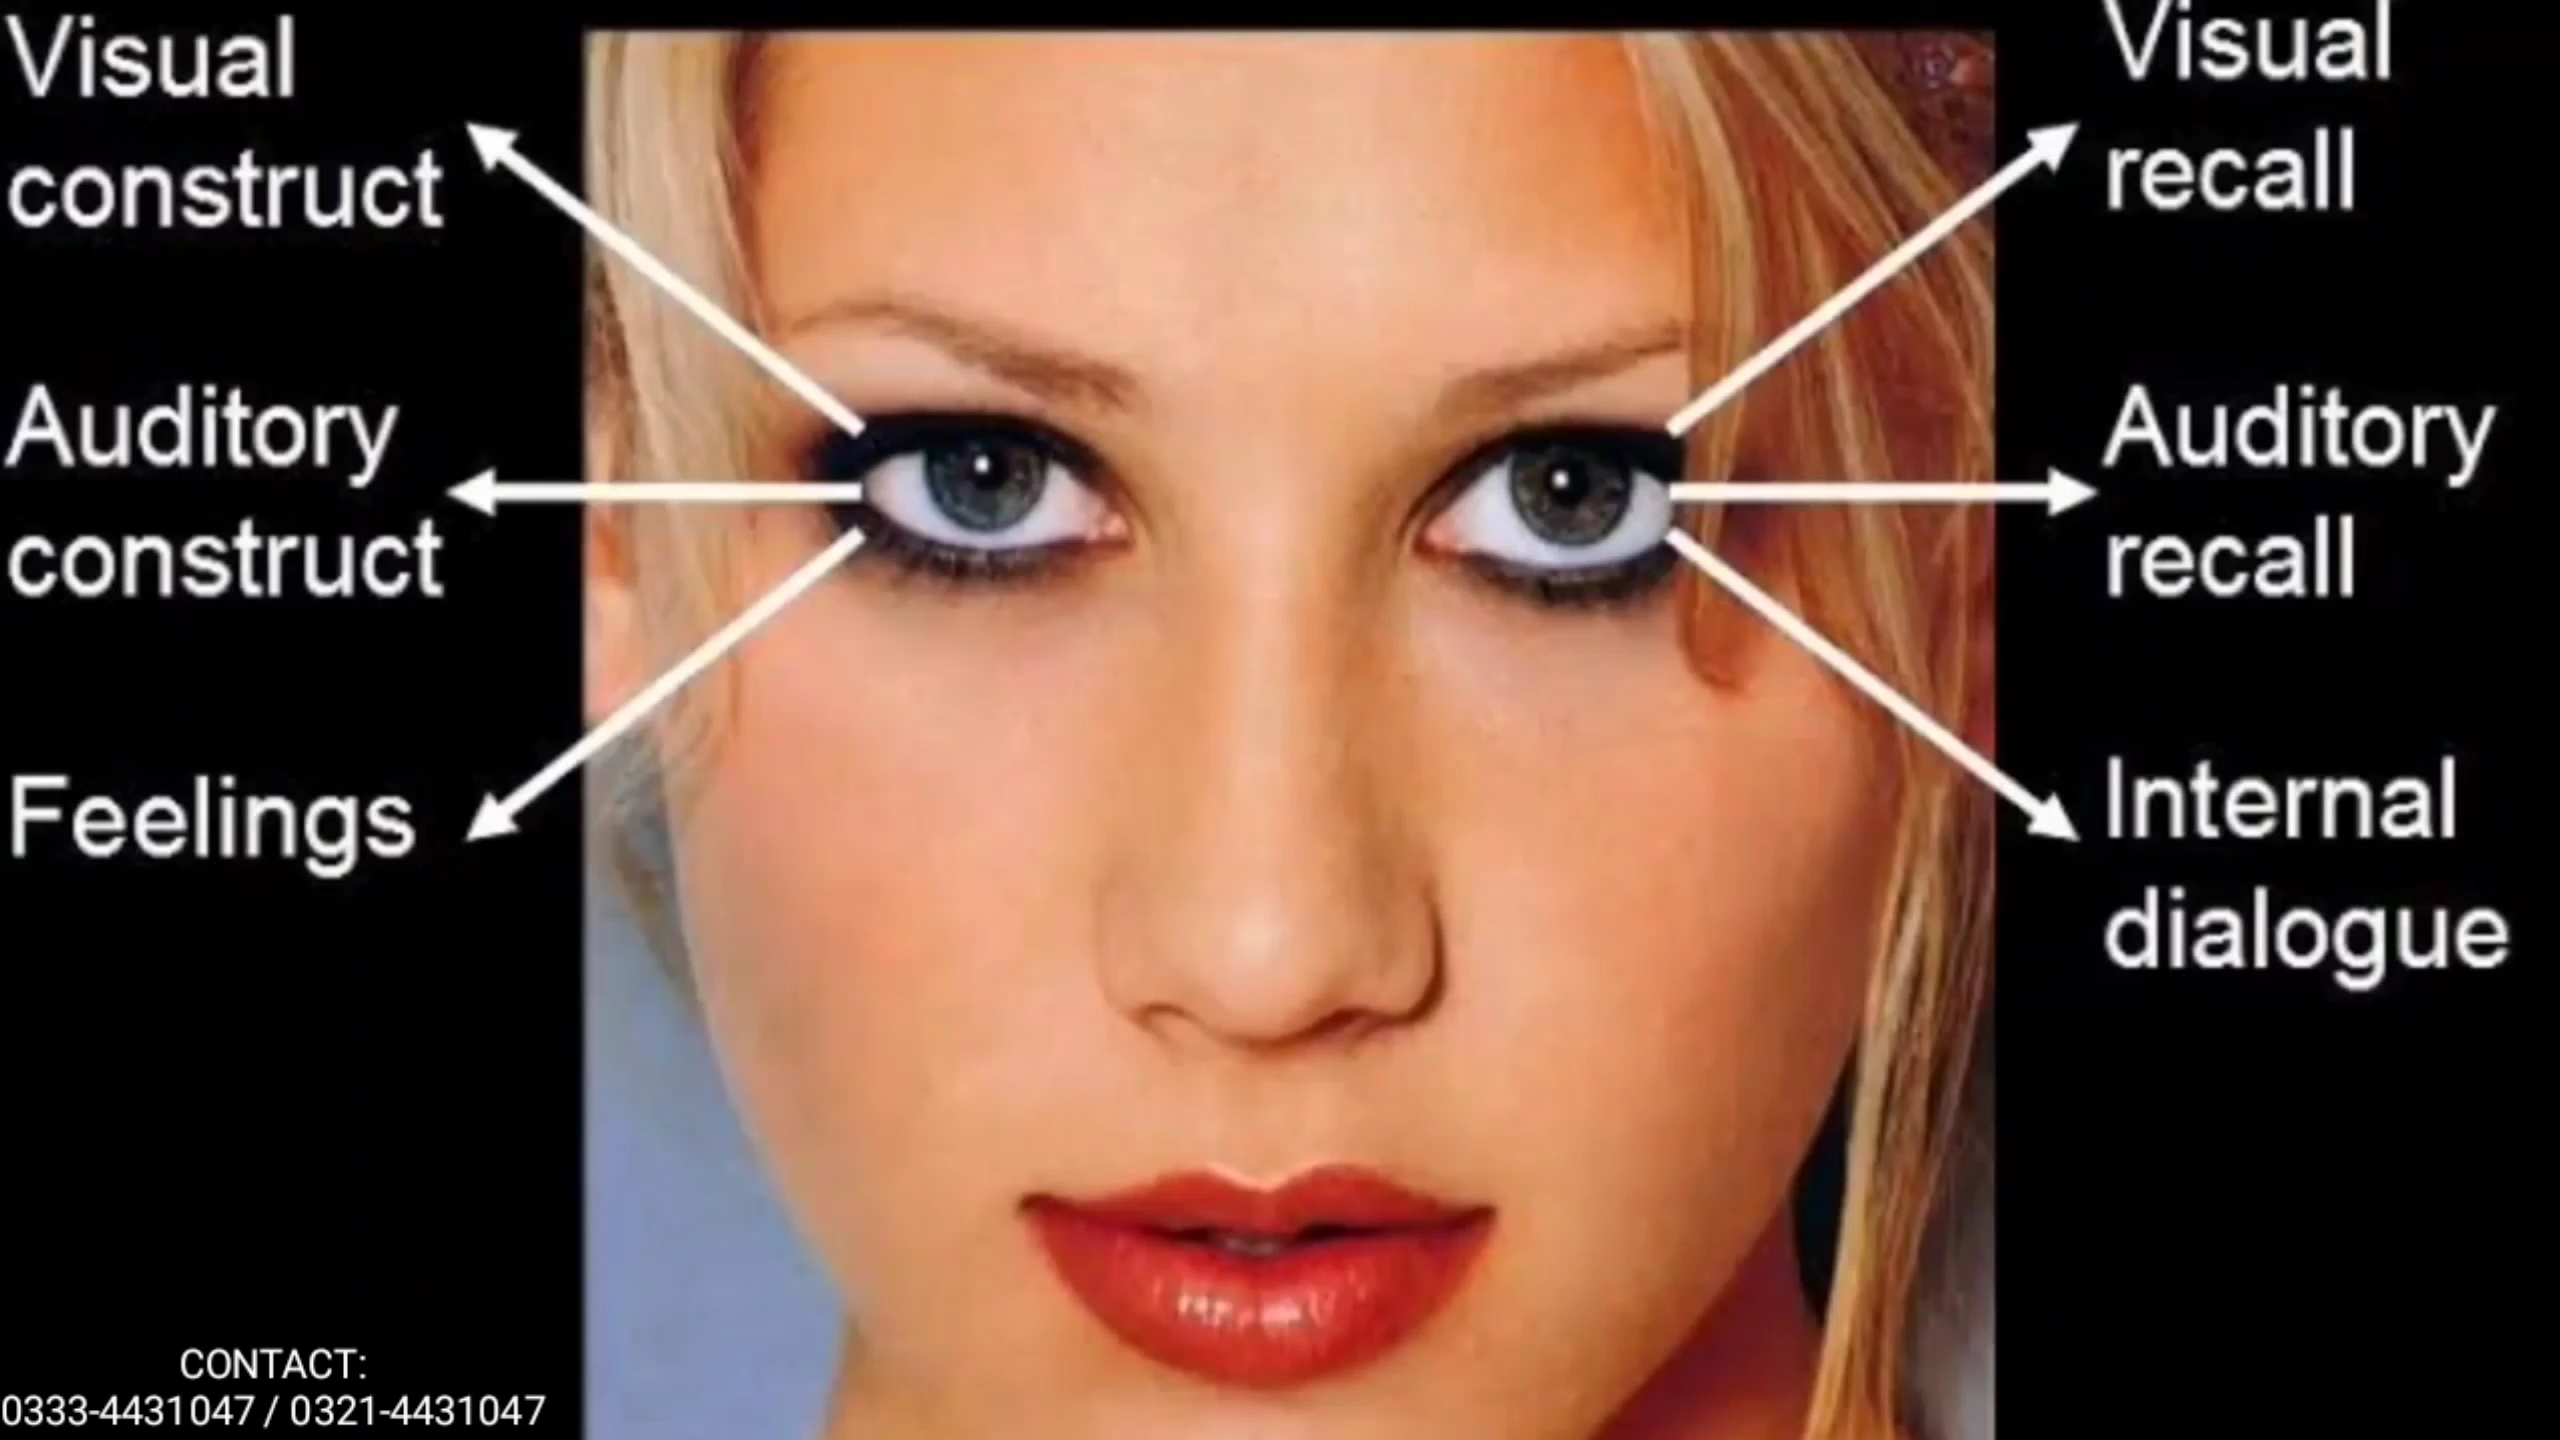 Visual
construct
Auditory
construct
Feelings
Visual
recall
Auditory
recall
Internal
dialogue
CONTACT:
0333-4431047 / 0321-4431047